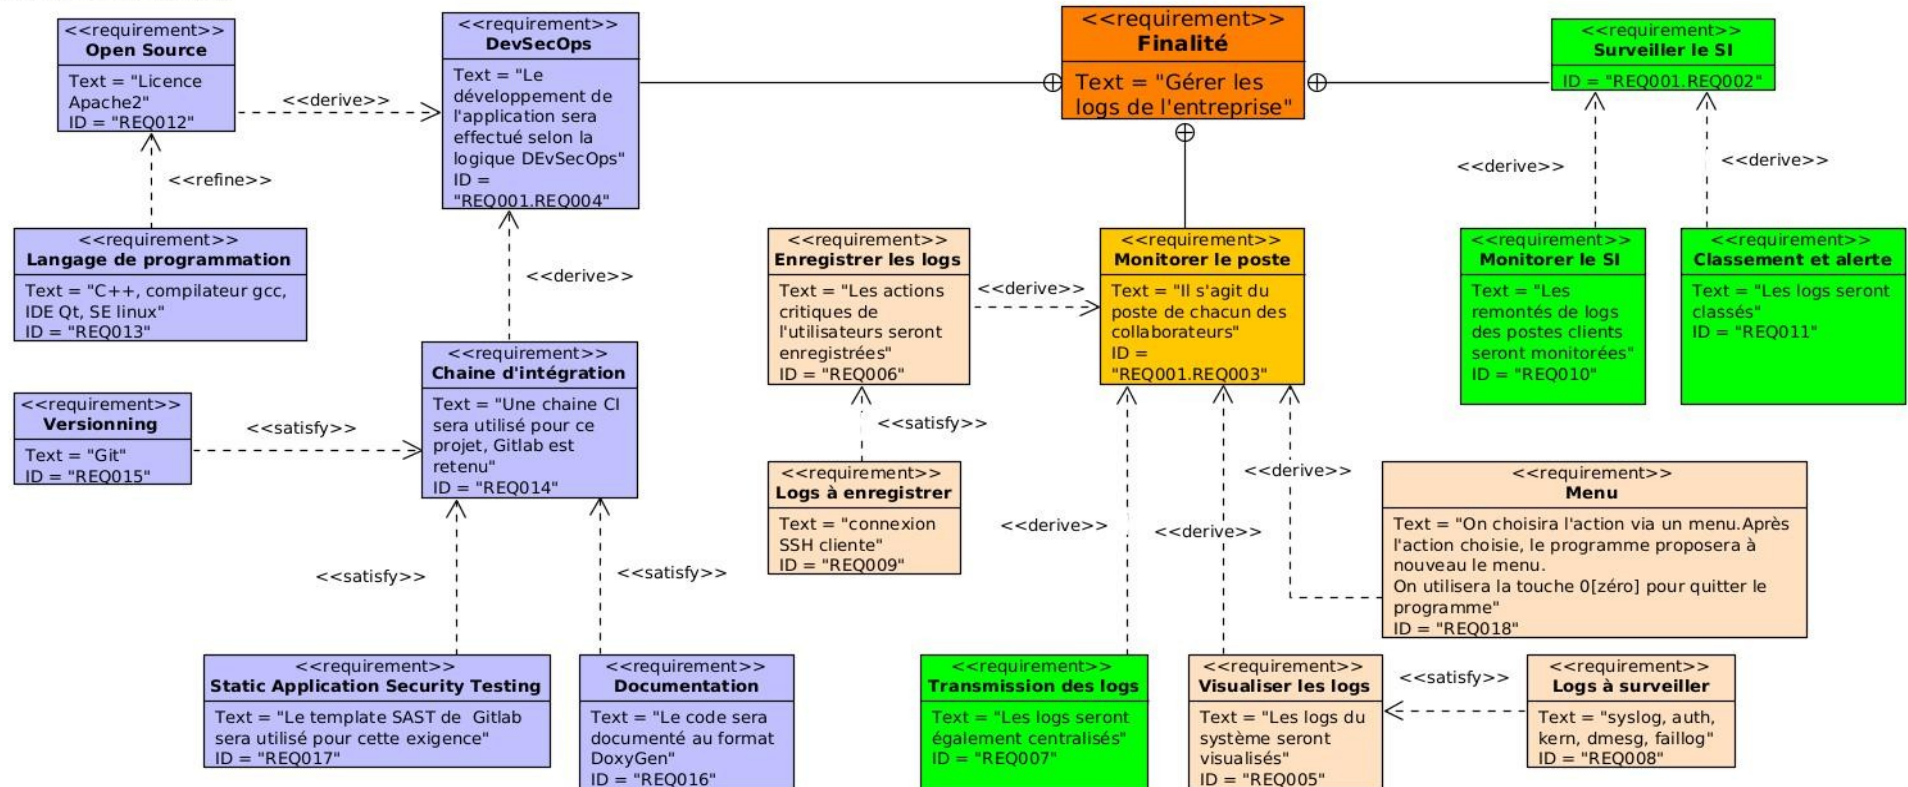 <<requirement>>
Open Source
Text = "Licence
Apache2"
ID = "REQ012"
<<derive>>
<<requirement>>
DevSecOps
Text = "Le
développement de
l'application sera
effectué selon la
logique DEvSecOps"
ID =
"REQ001.REQ004"
<<requirement>>
Finalité
Text = "Gérer les
logs de l'entreprise"
<<requirement>>
Surveiller le SI
ID = "REQ001.REQ002"
<<refine>>
<<derive>>
<<derive>>
<<requirement>>
Langage de programmation
Text = "C++, compilateur gcc,
IDE Qt, SE linux"
ID = "REQ013"
<<derive>>
<<requirement>>
Enregistrer les logs
Text = "Les actions
critiques de
l'utilisateurs seront
enregistrées"
ID = "REQ006"
<<derive>>
<<requirement>>
Monitorer le poste
Text = "Il s'agit du
poste de chacun des
collaborateurs"
ID =
"REQ001.REQ003"
<<requirement>>
Monitorer le SI
Text = "Les
remontés de logs
des postes clients
seront monitorées"
ID = "REQ010"
<<requirement>>
Classement et alerte
Text = "Les logs seront
classés"
ID = "REQ011"
<<requirement>>
Chaine d'intégration
Text = "Une chaine CI
sera utilisé pour ce
projet, Gitlab est
retenu"
ID = "REQ014"
<<requirement>>
Versionning
Text = "Git"
ID = "REQ015"
<<satisfy>>
<<satisfy>>
<<requirement>>
Logs à enregistrer
Text = "connexion
SSH cliente"
ID = "REQ009"
<<derive>>
<<derive>>
<<derive>>
<<requirement>>
Menu
Text = "On choisira l'action via un menu.Après
l'action choisie, le programme proposera à
nouveau le menu.
On utilisera la touche 0[zéro] pour quitter le
programme"
ID = "REQ018"
<<satisfy>>
<<satisfy>>
<<requirement>>
Static Application Security Testing
Text = "Le template SAST de  Gitlab
sera utilisé pour cette exigence"
ID = "REQ017"
<<requirement>>
Documentation
Text = "Le code sera
documenté au format
DoxyGen"
ID = "REQ016"
<<requirement>>
Transmission des logs
Text = "Les logs seront
également centralisés"
ID = "REQ007"
<<requirement>>
Visualiser les logs
Text = "Les logs du
système seront
visualisés"
ID = "REQ005"
<<satisfy>>
<<requirement>>
Logs à surveiller
Text = "syslog, auth,
kern, dmesg, faillog"
ID = "REQ008"